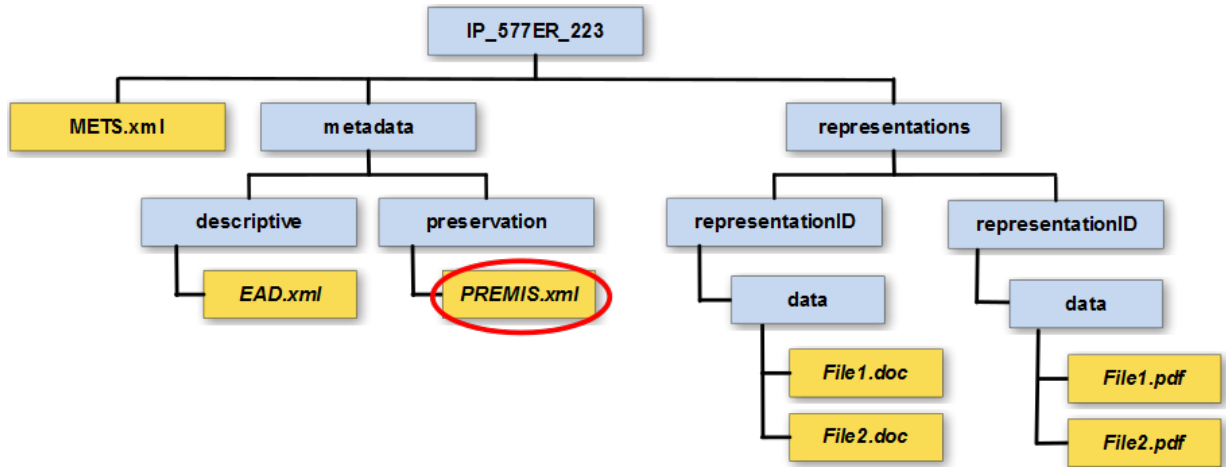 IP_577ER_223
METS.xml
metadata
representations
descriptive
preservation
representationID
representationID
EAD.xml
PREMIS.xml
data
data
File1.doc
File1.pdf
File2.doc
File2.pdf